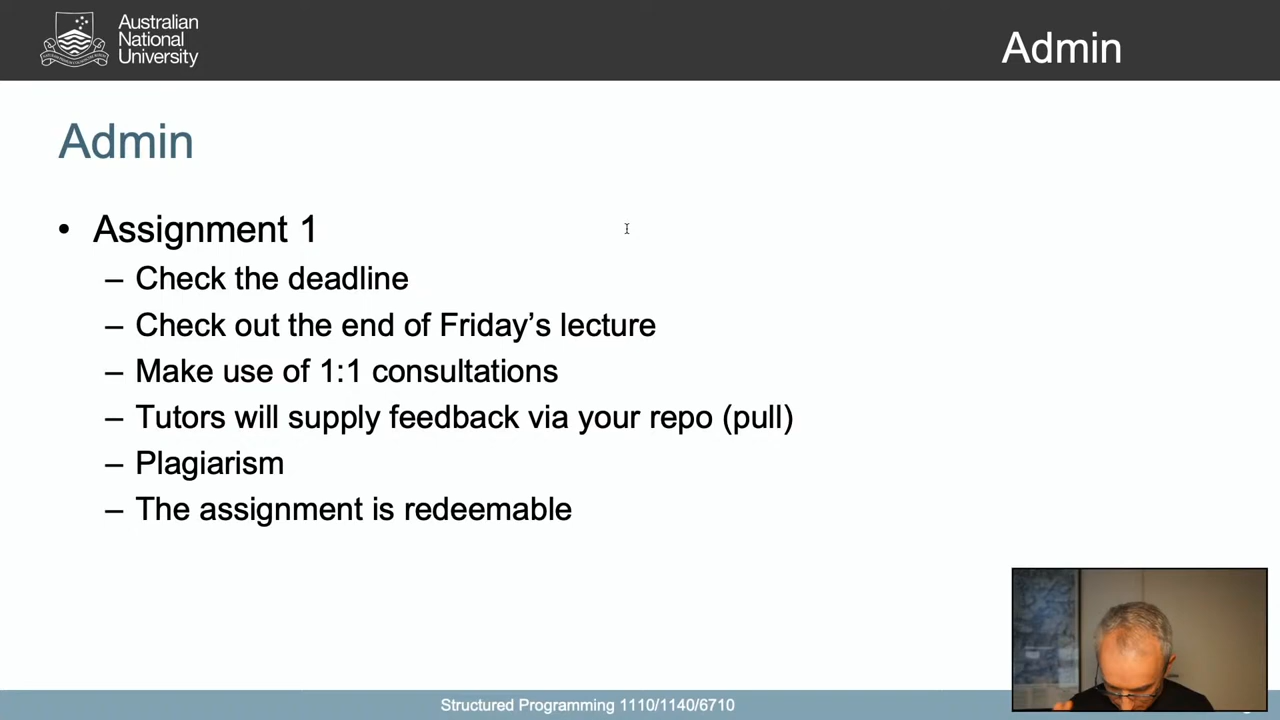 Australian
National
University
Admin
Admin
• Assignment 1
– Check the deadline
– Check out the end of Friday’s lecture
– Make use of 1:1 consultations
– Tutors will supply feedback via your repo (pull)
– Plagiarism
– The assignment is redeemable
Structured Programming 1110/1140/6710